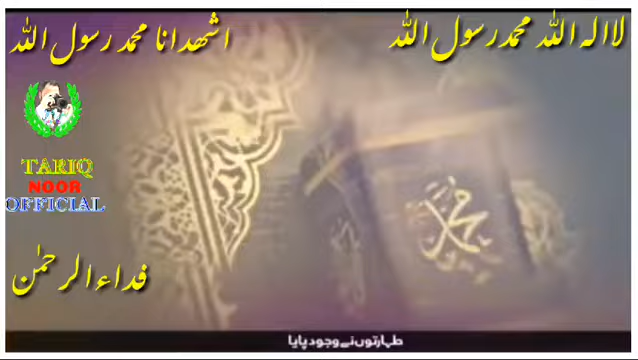 لاالہ اللہ محمد رسول اللہ
اشھدانا محمد رسول اللہ
TARIQ
NOOR
OFFICIAL
محمد
فداءالرحمٰن
طہارتوں نے وجود پایا